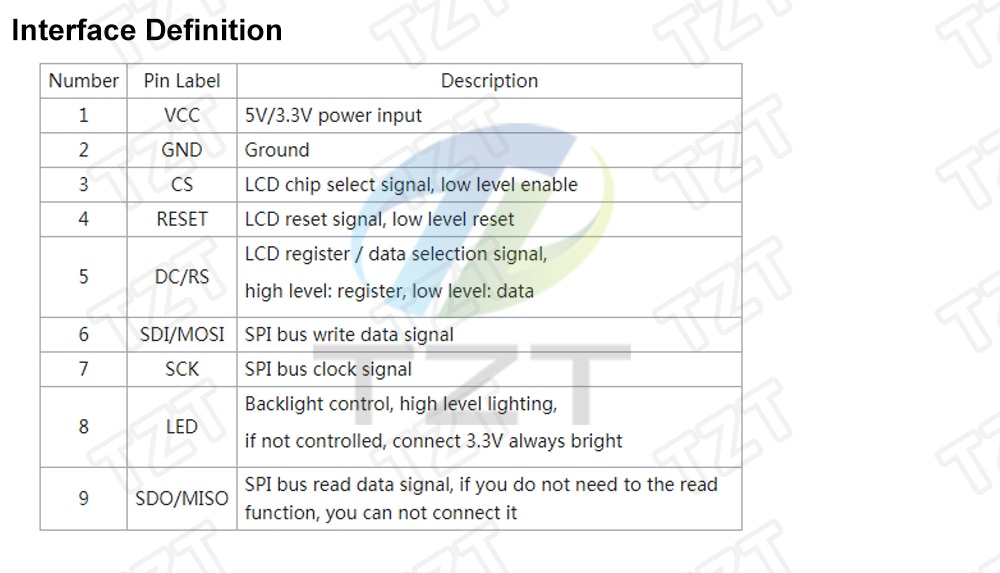 Interface Definition
Number Pin Label Description
1 VCC 5V/3.3V power input
2 GND Ground
3 CS LCD chip select signal, low level enable
4 RESET LCD reset signal, low level reset
5 DC/RS LCD register / data selection signal,
high level: register, low level: data
6 SDI/MOSI SPI bus write data signal
7 SCK SPI bus clock signal
8 LED Backlight control, high level lighting,
if not controlled, connect 3.3V always bright
9 SDO/MISO SPI bus read data signal, if you do not need to the read
function, you can not connect it
TZT